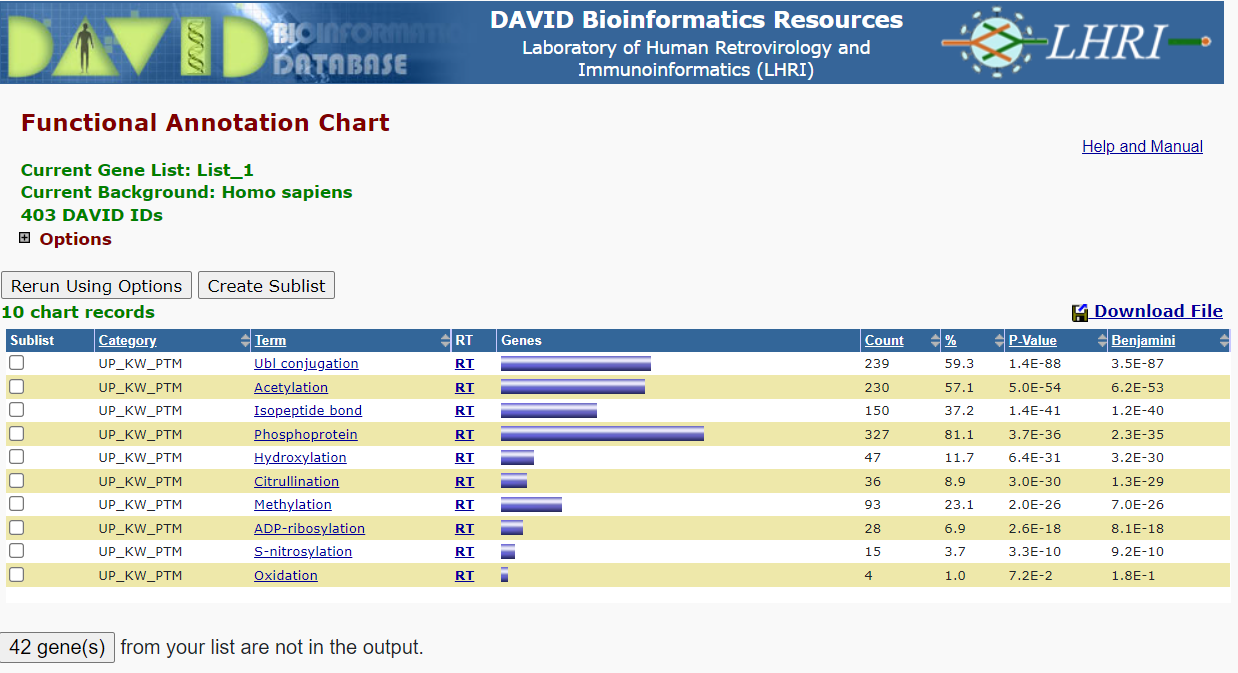 DAVID BIOINFORMATICS DATABASE
DAVID Bioinformatics Resources
Laboratory of Human Retrovirology and
Immunoinformatics (LHRI)
LHRI
Functional Annotation Chart
Help and Manual
Current Gene List: List_1
Current Background: Homo sapiens
403 DAVID IDs
Options
Rerun Using Options Create Sublist
10 chart records
Download File
Sublist Category Term RT Genes Count % P-Value Benjamini
UP_KW_PTM Ubl conjugation RT 239 59.3 1.4E-88 3.5E-87
UP_KW_PTM Acetylation RT 230 57.1 5.0E-54 6.2E-53
UP_KW_PTM Isopeptide bond RT 150 37.2 1.4E-41 1.2E-40
UP_KW_PTM Phosphoprotein RT 327 81.1 3.7E-36 2.3E-35
UP_KW_PTM Hydroxylation RT 47 11.7 6.4E-31 3.2E-30
UP_KW_PTM Citrullination RT 36 8.9 3.0E-30 1.3E-29
UP_KW_PTM Methylation RT 93 23.1 2.0E-26 7.0E-26
UP_KW_PTM ADP-ribosylation RT 28 6.9 2.6E-18 8.1E-18
UP_KW_PTM S-nitrosylation RT 15 3.7 3.3E-10 9.2E-10
UP_KW_PTM Oxidation RT 4 1.0 7.2E-2 1.8E-1
42 gene(s) from your list are not in the output.